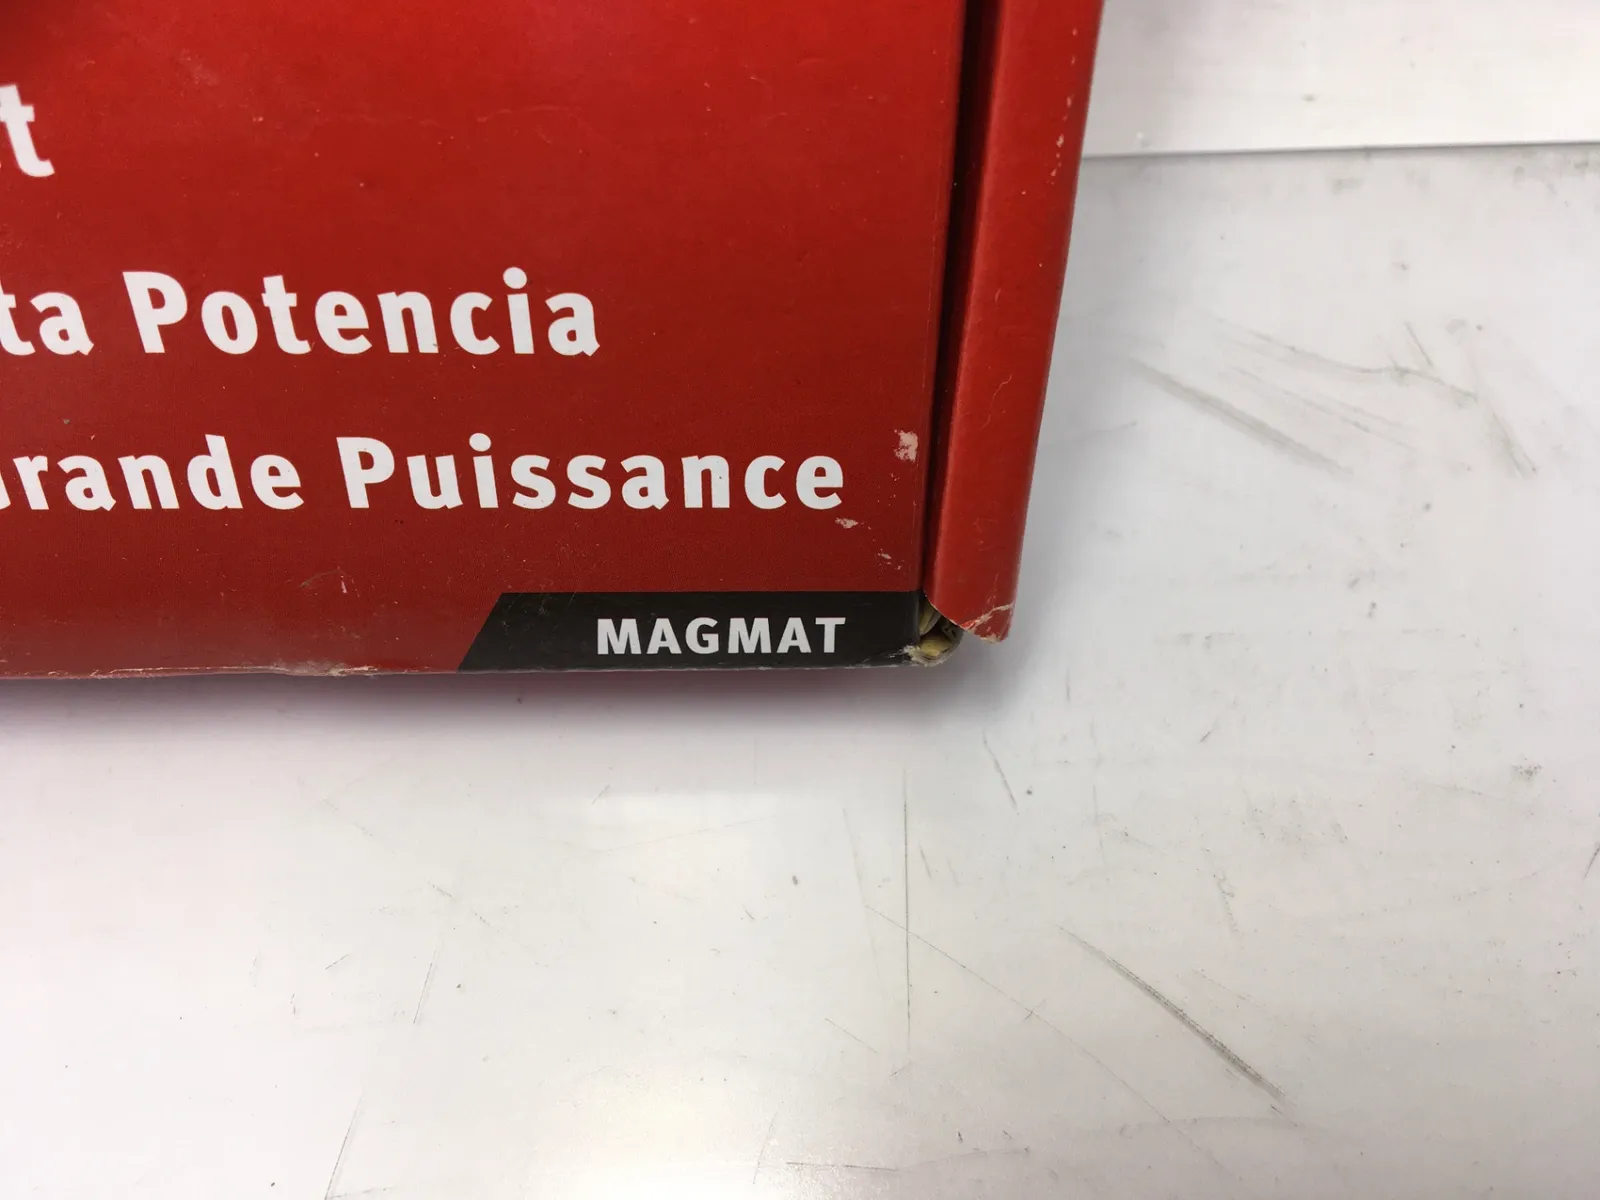 t
ta Potencia
rande Puissance
MAGMAT